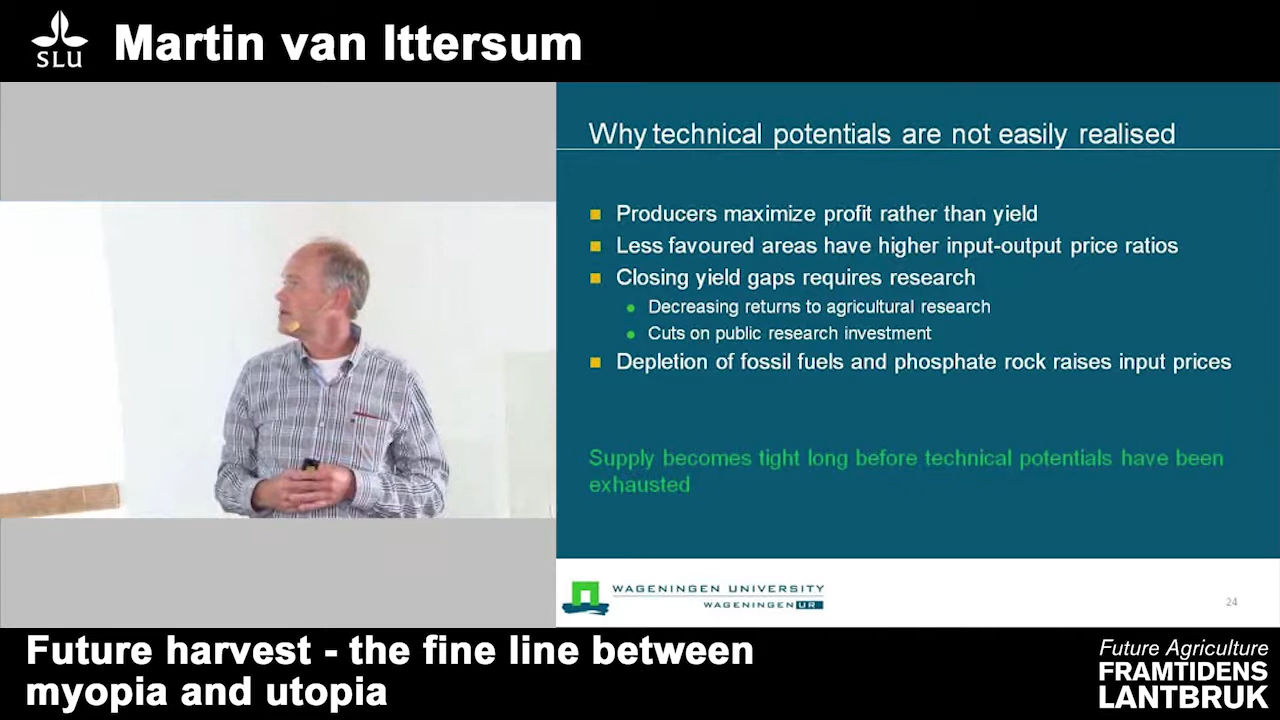 SLU
Martin van Ittersum
Why technical potentials are not easily realised
Producers maximize profit rather than yield
Less favoured areas have higher input-output price ratios
Closing yield gaps requires research
Decreasing returns to agricultural research
Cuts on public research investment
Depletion of fossil fuels and phosphate rock raises input prices
Supply becomes tight long before technical potentials have been
exhausted
WAGENINGEN UNIVERSITY
WAGENINGEN UR
24
Future harvest - the fine line between
myopia and utopia
Future Agriculture
FRAMTIDENS
LANTBRUK